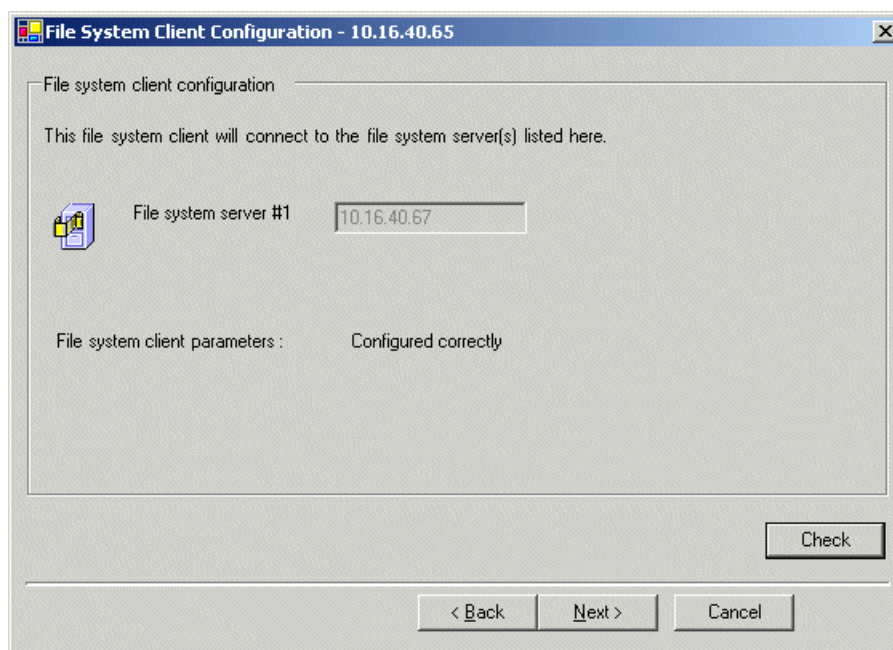 File System Client Configuration - 10.16.40.65
File system client configuration
This file system client will connect to the file system server(s) listed here.
File system server #1
10.16.40.67
File system client parameters :
Configured correctly
Check
< Back
Next >
Cancel